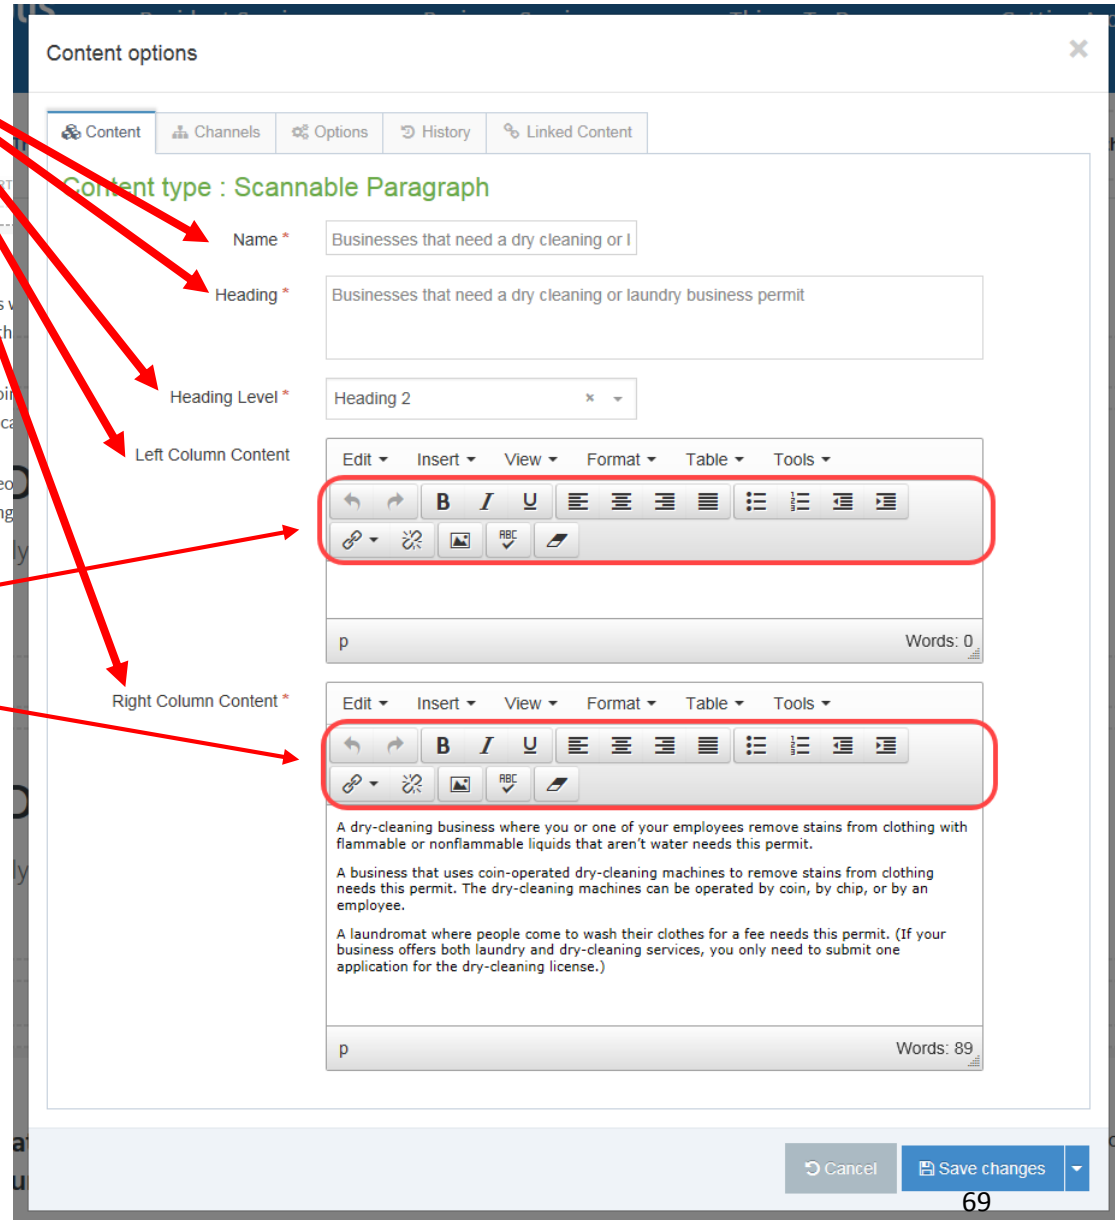 Content options
Content
Channels
Options
History
Linked Content
Content type : Scannable Paragraph
Name *
Businesses that need a dry cleaning or l
Heading *
Businesses that need a dry cleaning or laundry business permit
Heading Level *
Heading 2
Left Column Content
Edit Insert View Format Table Tools
B I U
ABC
p Words: 0
Right Column Content *
Edit Insert View Format Table Tools
B I U
ABC
A dry-cleaning business where you or one of your employees remove stains from clothing with
flammable or nonflammable liquids that aren't water needs this permit.
A business that uses coin-operated dry-cleaning machines to remove stains from clothing
needs this permit. The dry-cleaning machines can be operated by coin, by chip, or by an
employee.
A laundromat where people come to wash their clothes for a fee needs this permit. (If your
business offers both laundry and dry-cleaning services, you only need to submit one
application for the dry-cleaning license.)
p Words: 89
Cancel
Save changes
69